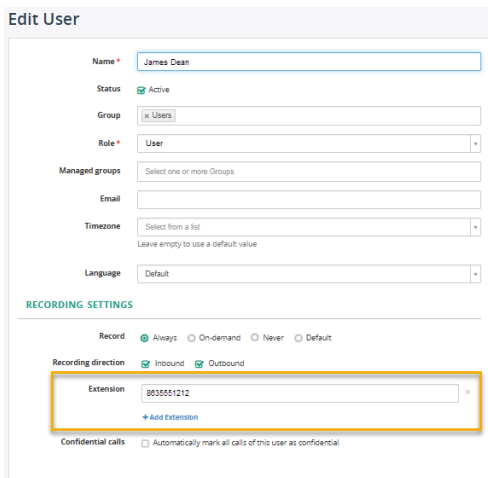 Edit User
Name *
James Dean
Status
Active
Group
× Users
Role *
User
Managed groups
Select one or more Groups
Email
Timezone
Select from a list
Leave empty to use a default value
Language
Default
RECORDING SETTINGS
Record
Always On-demand Never Default
Recording direction
Inbound Outbound
Extension
8635551212
×
+ Add Extension
Confidential calls
Automatically mark all calls of this user as confidential